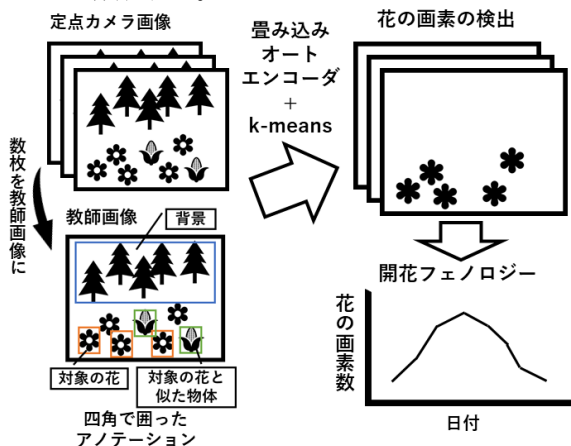 定点カメラ画像
畳み込み
オート
エンコーダ
+
k-means
花の画素の検出
数枚を教師画像に
教師画像
背景
対象の花
対象の花と
似た物体
四角で囲った
アノテーション
開花フェノロジー
花の画素数
日付